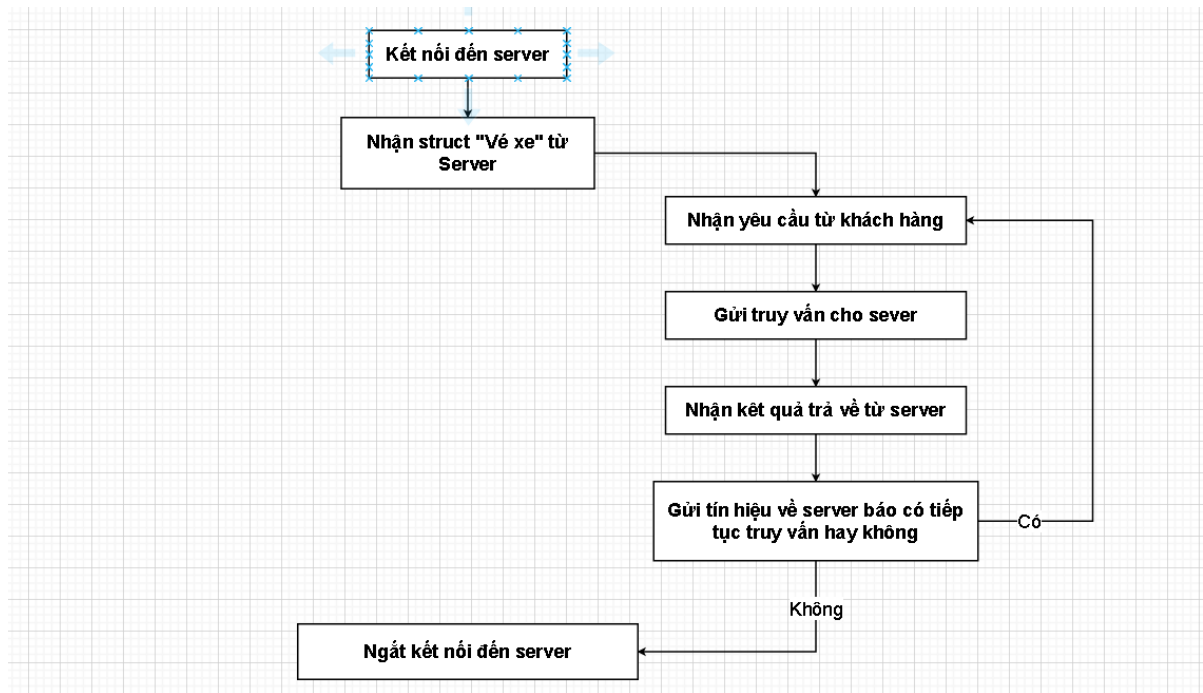 Kết nối đến server
Nhận struct "Vé xe" từ
Server
Nhận yêu cầu từ khách hàng
Gửi truy vấn cho sever
Nhận kêt quả trả về từ server
Gửi tín hiệu về server báo có tiếp
tục truy vấn hay không
Có
Không
Ngắt kết nối đến server